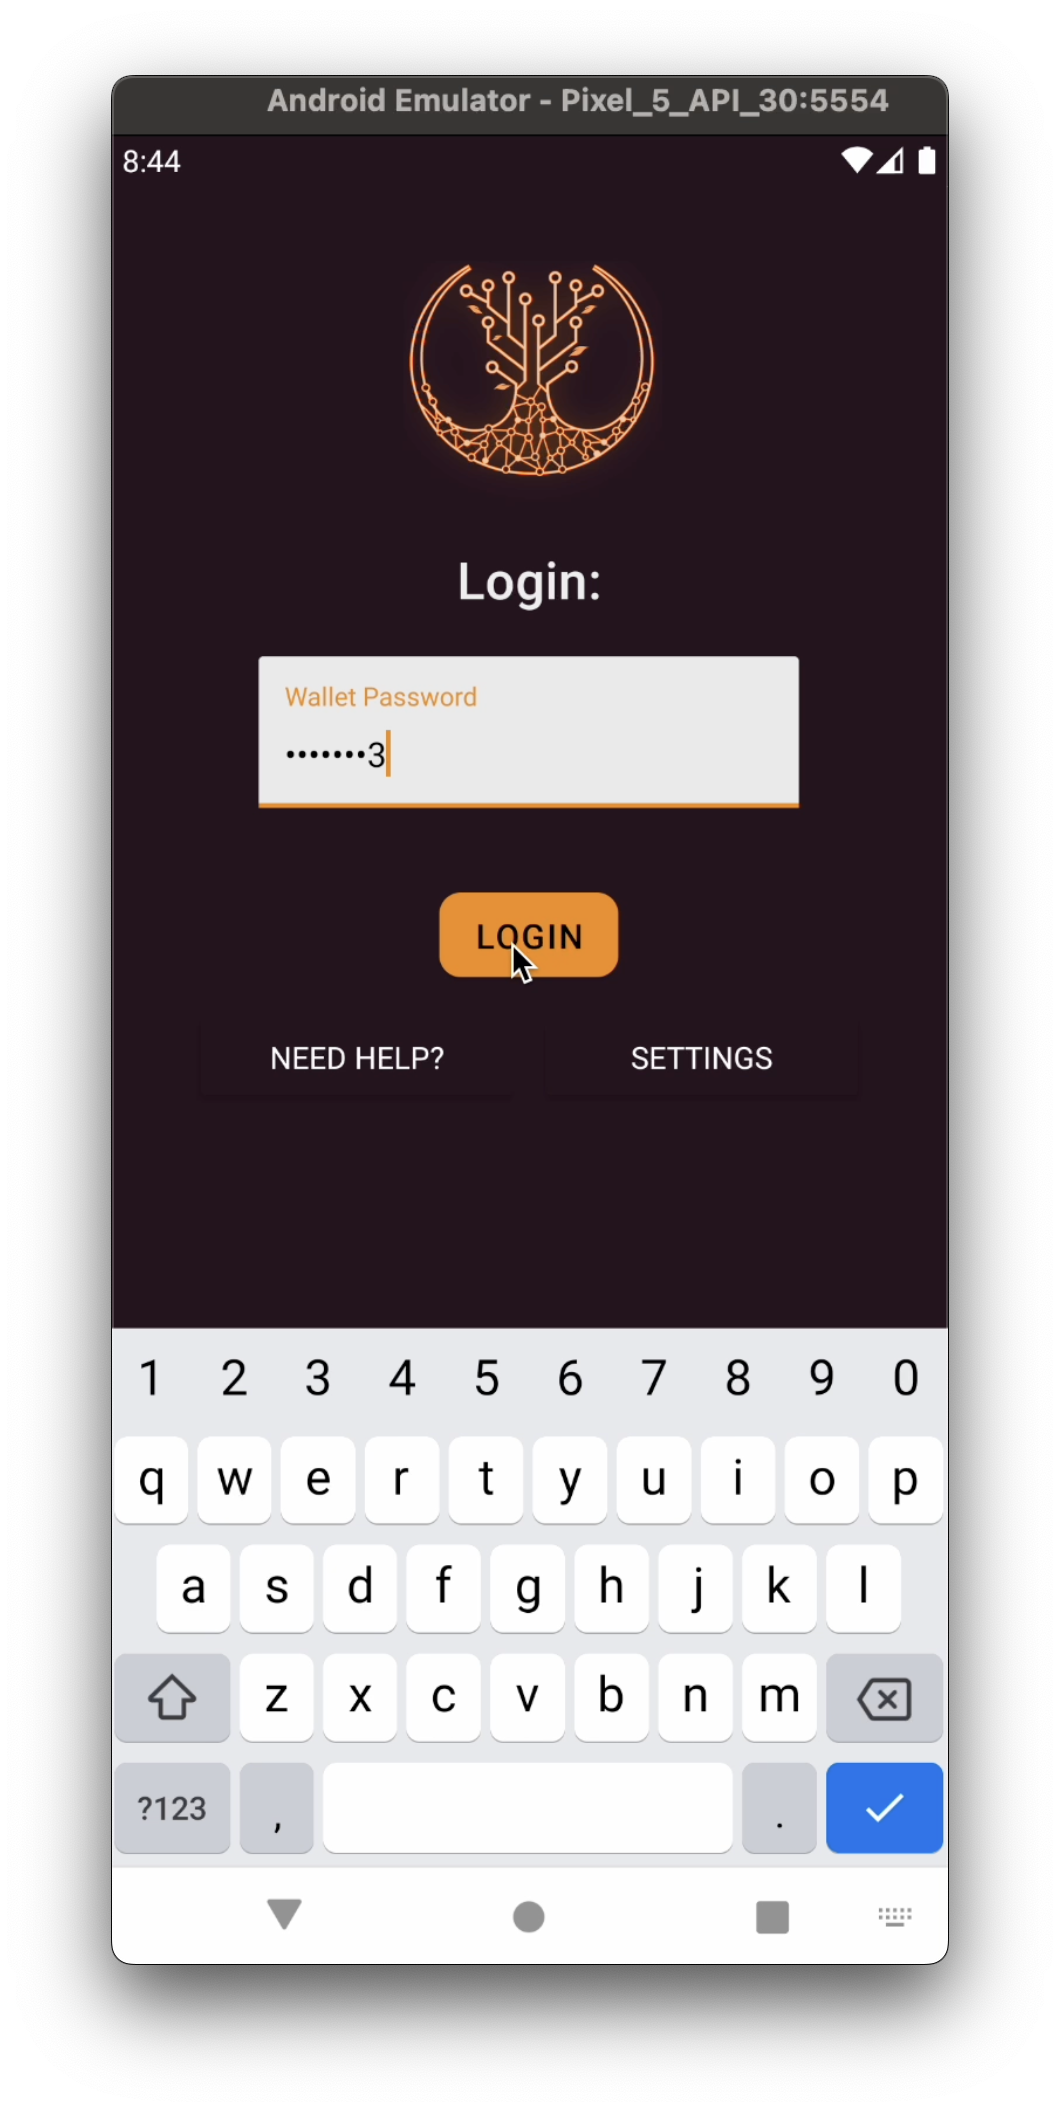 Android Emulator - Pixel_5_API_30:5554
8:44
Login:
Wallet Password
•••••••3
LOGIN
NEED HELP? SETTINGS
1 2 3 4 5 6 7 8 9 0
q w e r t y u i o p
a s d f g h j k l
z x c v b n m
?123 , .